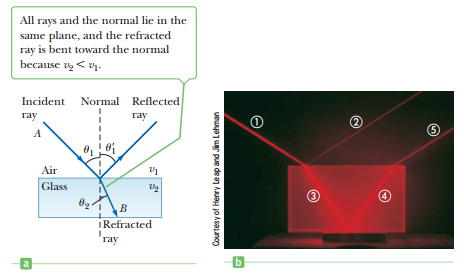 All rays and the normal lie in the
same plane, and the refracted
ray is bent toward the normal
because v₂ < v₁.
Incident Normal Reflected
ray ray
A
θ₁ θ′₁
Air v₁
Glass v₂
θ₂ B
Refracted
ray
a
Courtesy of Henry Leap and Jim Lehman
① ② ⑤
③ ④
b